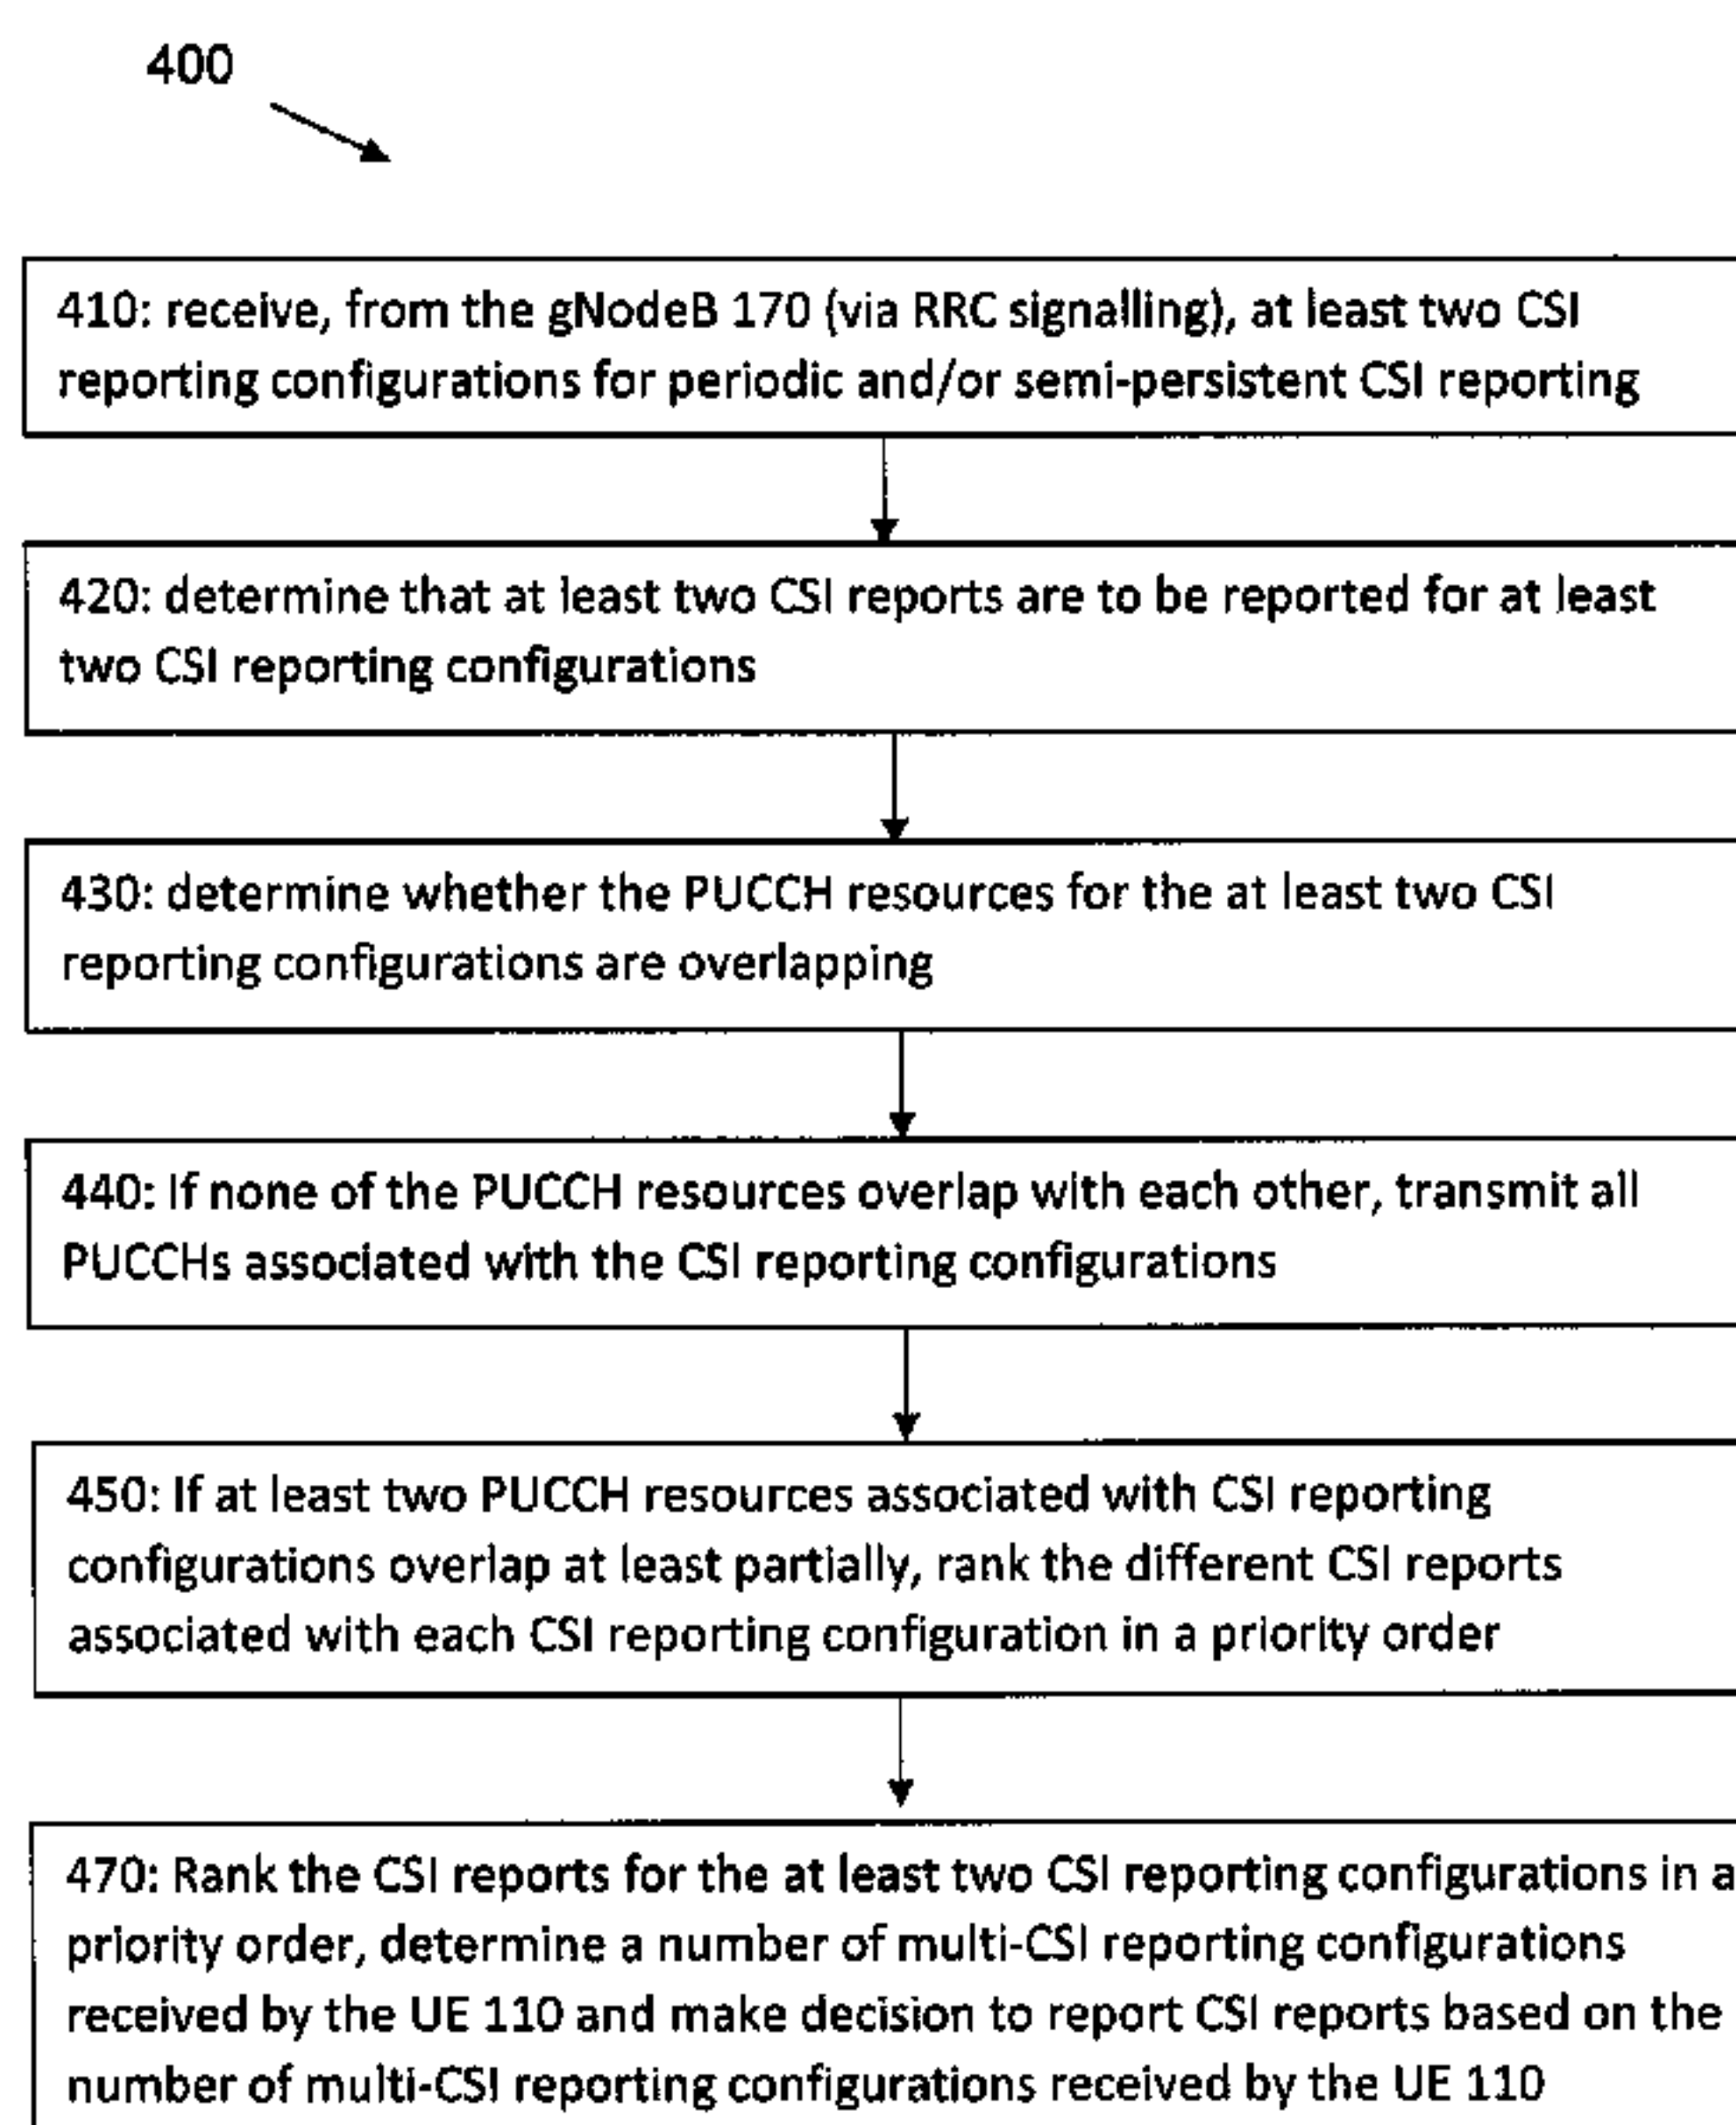 400
410: receive, from the gNodeB 170 (via RRC signalling), at least two CSI
reporting configurations for periodic and/or semi-persistent CSI reporting
420: determine that at least two CSI reports are to be reported for at least
two CSI reporting configurations
430: determine whether the PUCCH resources for the at least two CSI
reporting configurations are overlapping
440: If none of the PUCCH resources overlap with each other, transmit all
PUCCHs associated with the CSI reporting configurations
450: If at least two PUCCH resources associated with CSI reporting
configurations overlap at least partially, rank the different CSI reports
associated with each CSI reporting configuration in a priority order
470: Rank the CSI reports for the at least two CSI reporting configurations in a
priority order, determine a number of multi-CSI reporting configurations
received by the UE 110 and make decision to report CSI reports based on the
number of multi-CSI reporting configurations received by the UE 110